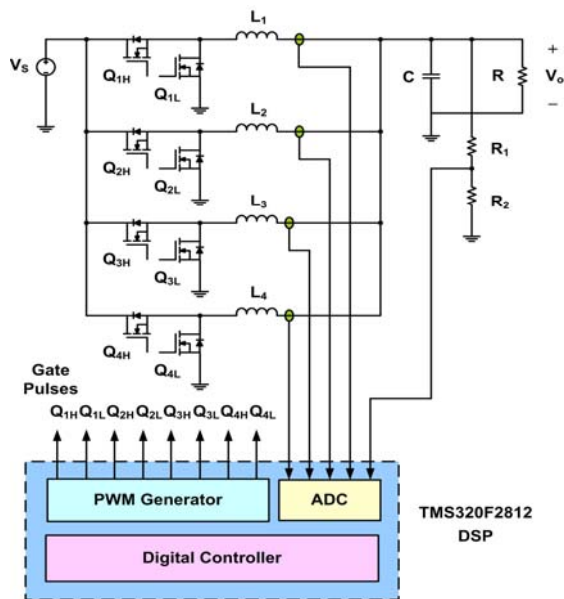 L₁
V_S
Q₁H
Q₁L
C
R
+
Vₒ
−
L₂
R₁
Q₂H
Q₂L
R₂
L₃
Q₃H
Q₃L
L₄
Q₄H
Q₄L
Gate
Pulses
Q₁H Q₁L Q₂H Q₂L Q₃H Q₃L Q₄H Q₄L
PWM Generator
ADC
TMS320F2812
DSP
Digital Controller